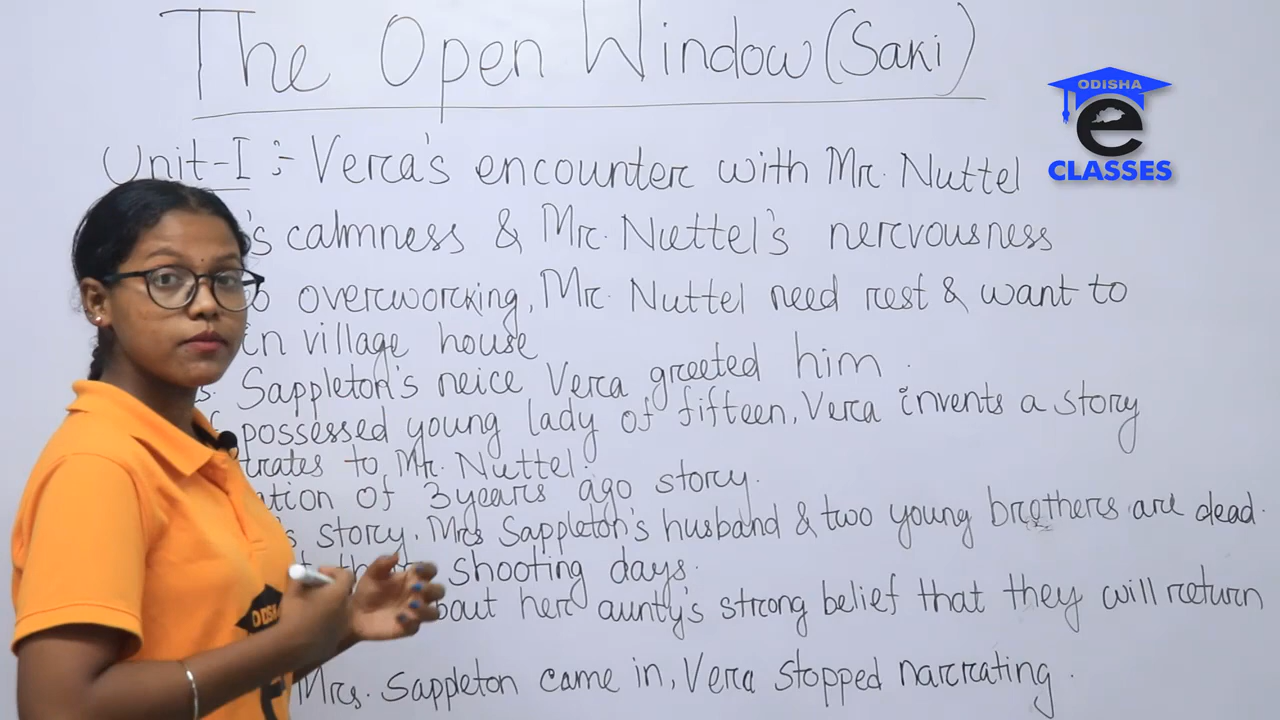 The Open Window (Saki)
ODISHA
e
CLASSES
Unit-I :- Vera's encounter with Mr. Nuttel
's calmness & Mr. Nuttel's nervousness
overworking, Mr. Nuttel need rest & want to
in village house
Sappleton's neice Vera greeted him.
possessed young lady of fifteen, Vera invents a story
trates to Mr. Nuttel.
ation of 3 years ago story.
's story, Mrs Sappleton's husband & two young brothers are dead.
shooting days.
bout her aunty's strong belief that they will return
Mrs. Sappleton came in, Vera stopped narrating.